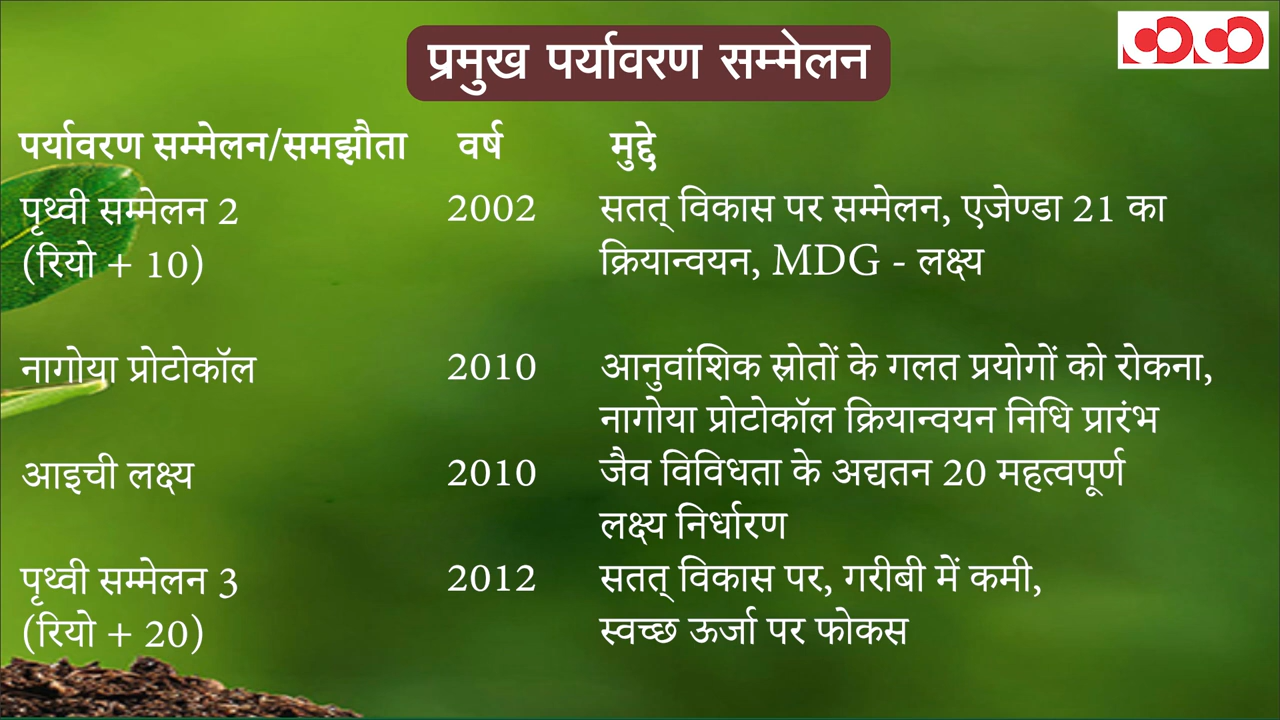 प्रमुख पर्यावरण सम्मेलन
पर्यावरण सम्मेलन/समझौता वर्ष मुद्दे
पृथ्वी सम्मेलन 2 2002 सतत् विकास पर सम्मेलन, एजेण्डा 21 का
(रियो + 10) क्रियान्वयन, MDG - लक्ष्य
नागोया प्रोटोकॉल 2010 आनुवांशिक स्रोतों के गलत प्रयोगों को रोकना,
नागोया प्रोटोकॉल क्रियान्वयन निधि प्रारंभ
आइची लक्ष्य 2010 जैव विविधता के अद्यतन 20 महत्वपूर्ण
लक्ष्य निर्धारण
पृथ्वी सम्मेलन 3 2012 सतत् विकास पर, गरीबी में कमी,
(रियो + 20) स्वच्छ ऊर्जा पर फोकस